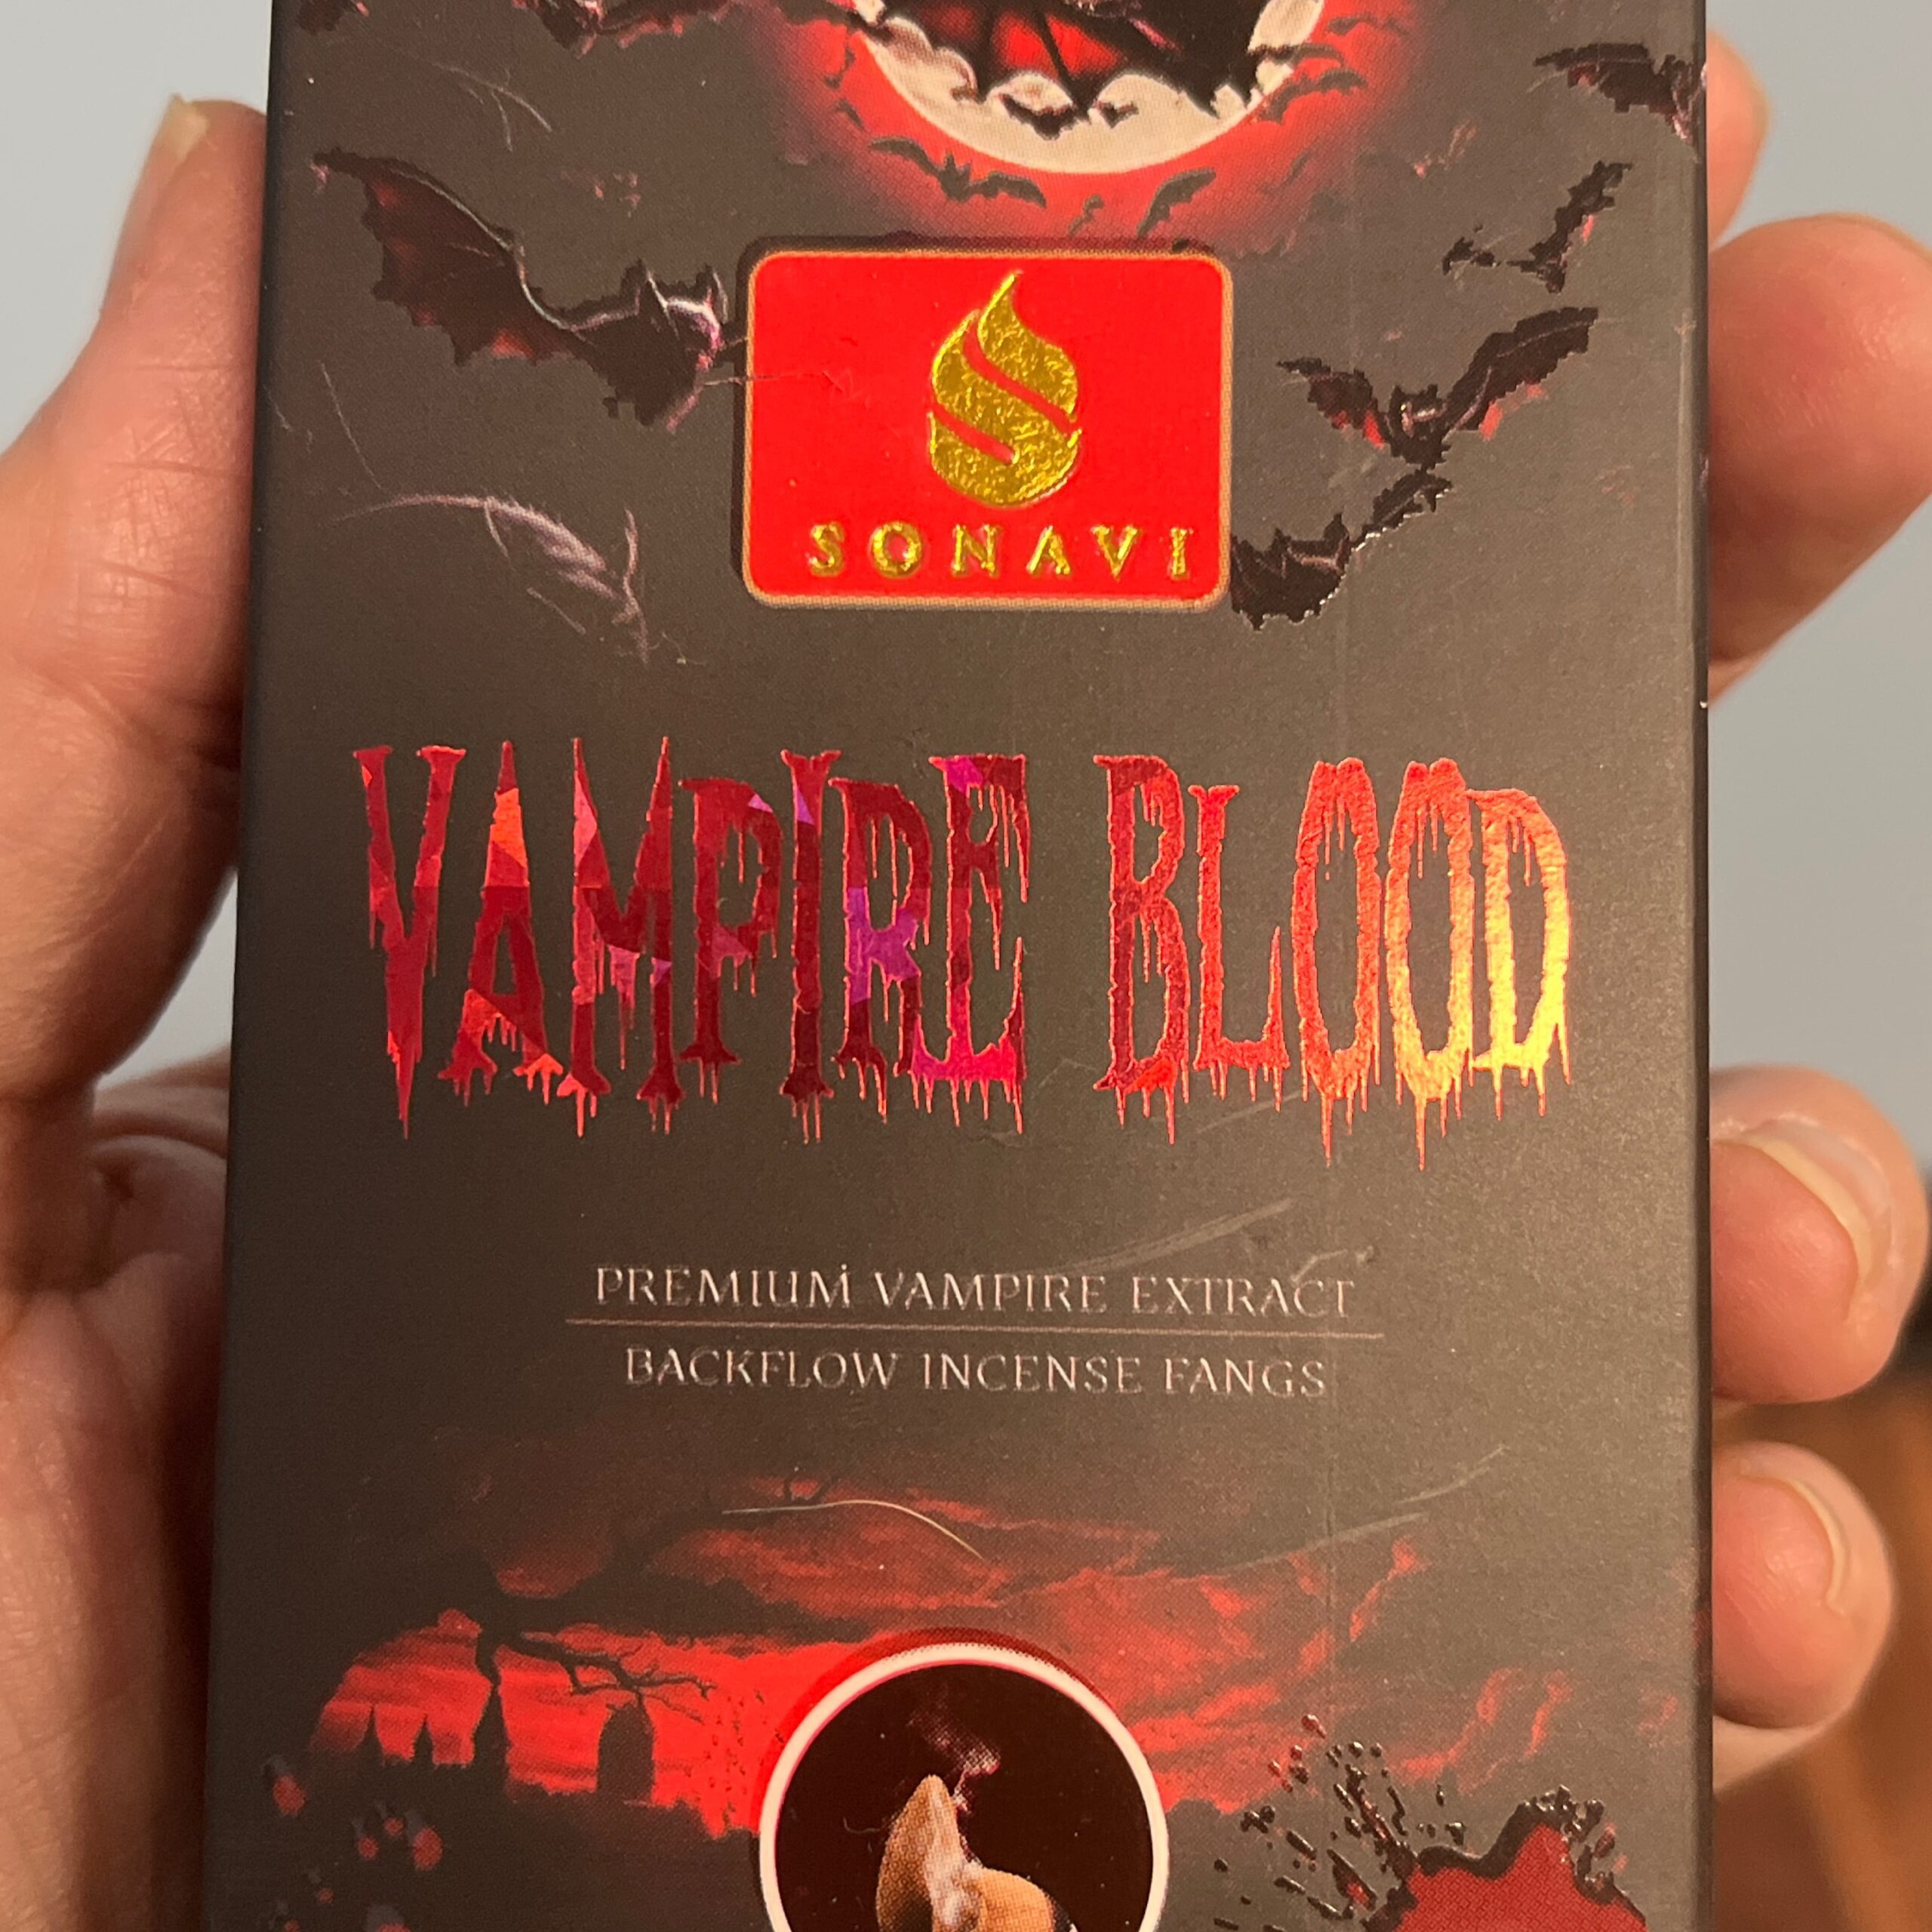 SONAVI
VAMPIRE BLOOD
PREMIUM VAMPIRE EXTRACT
BACKFLOW INCENSE FANGS